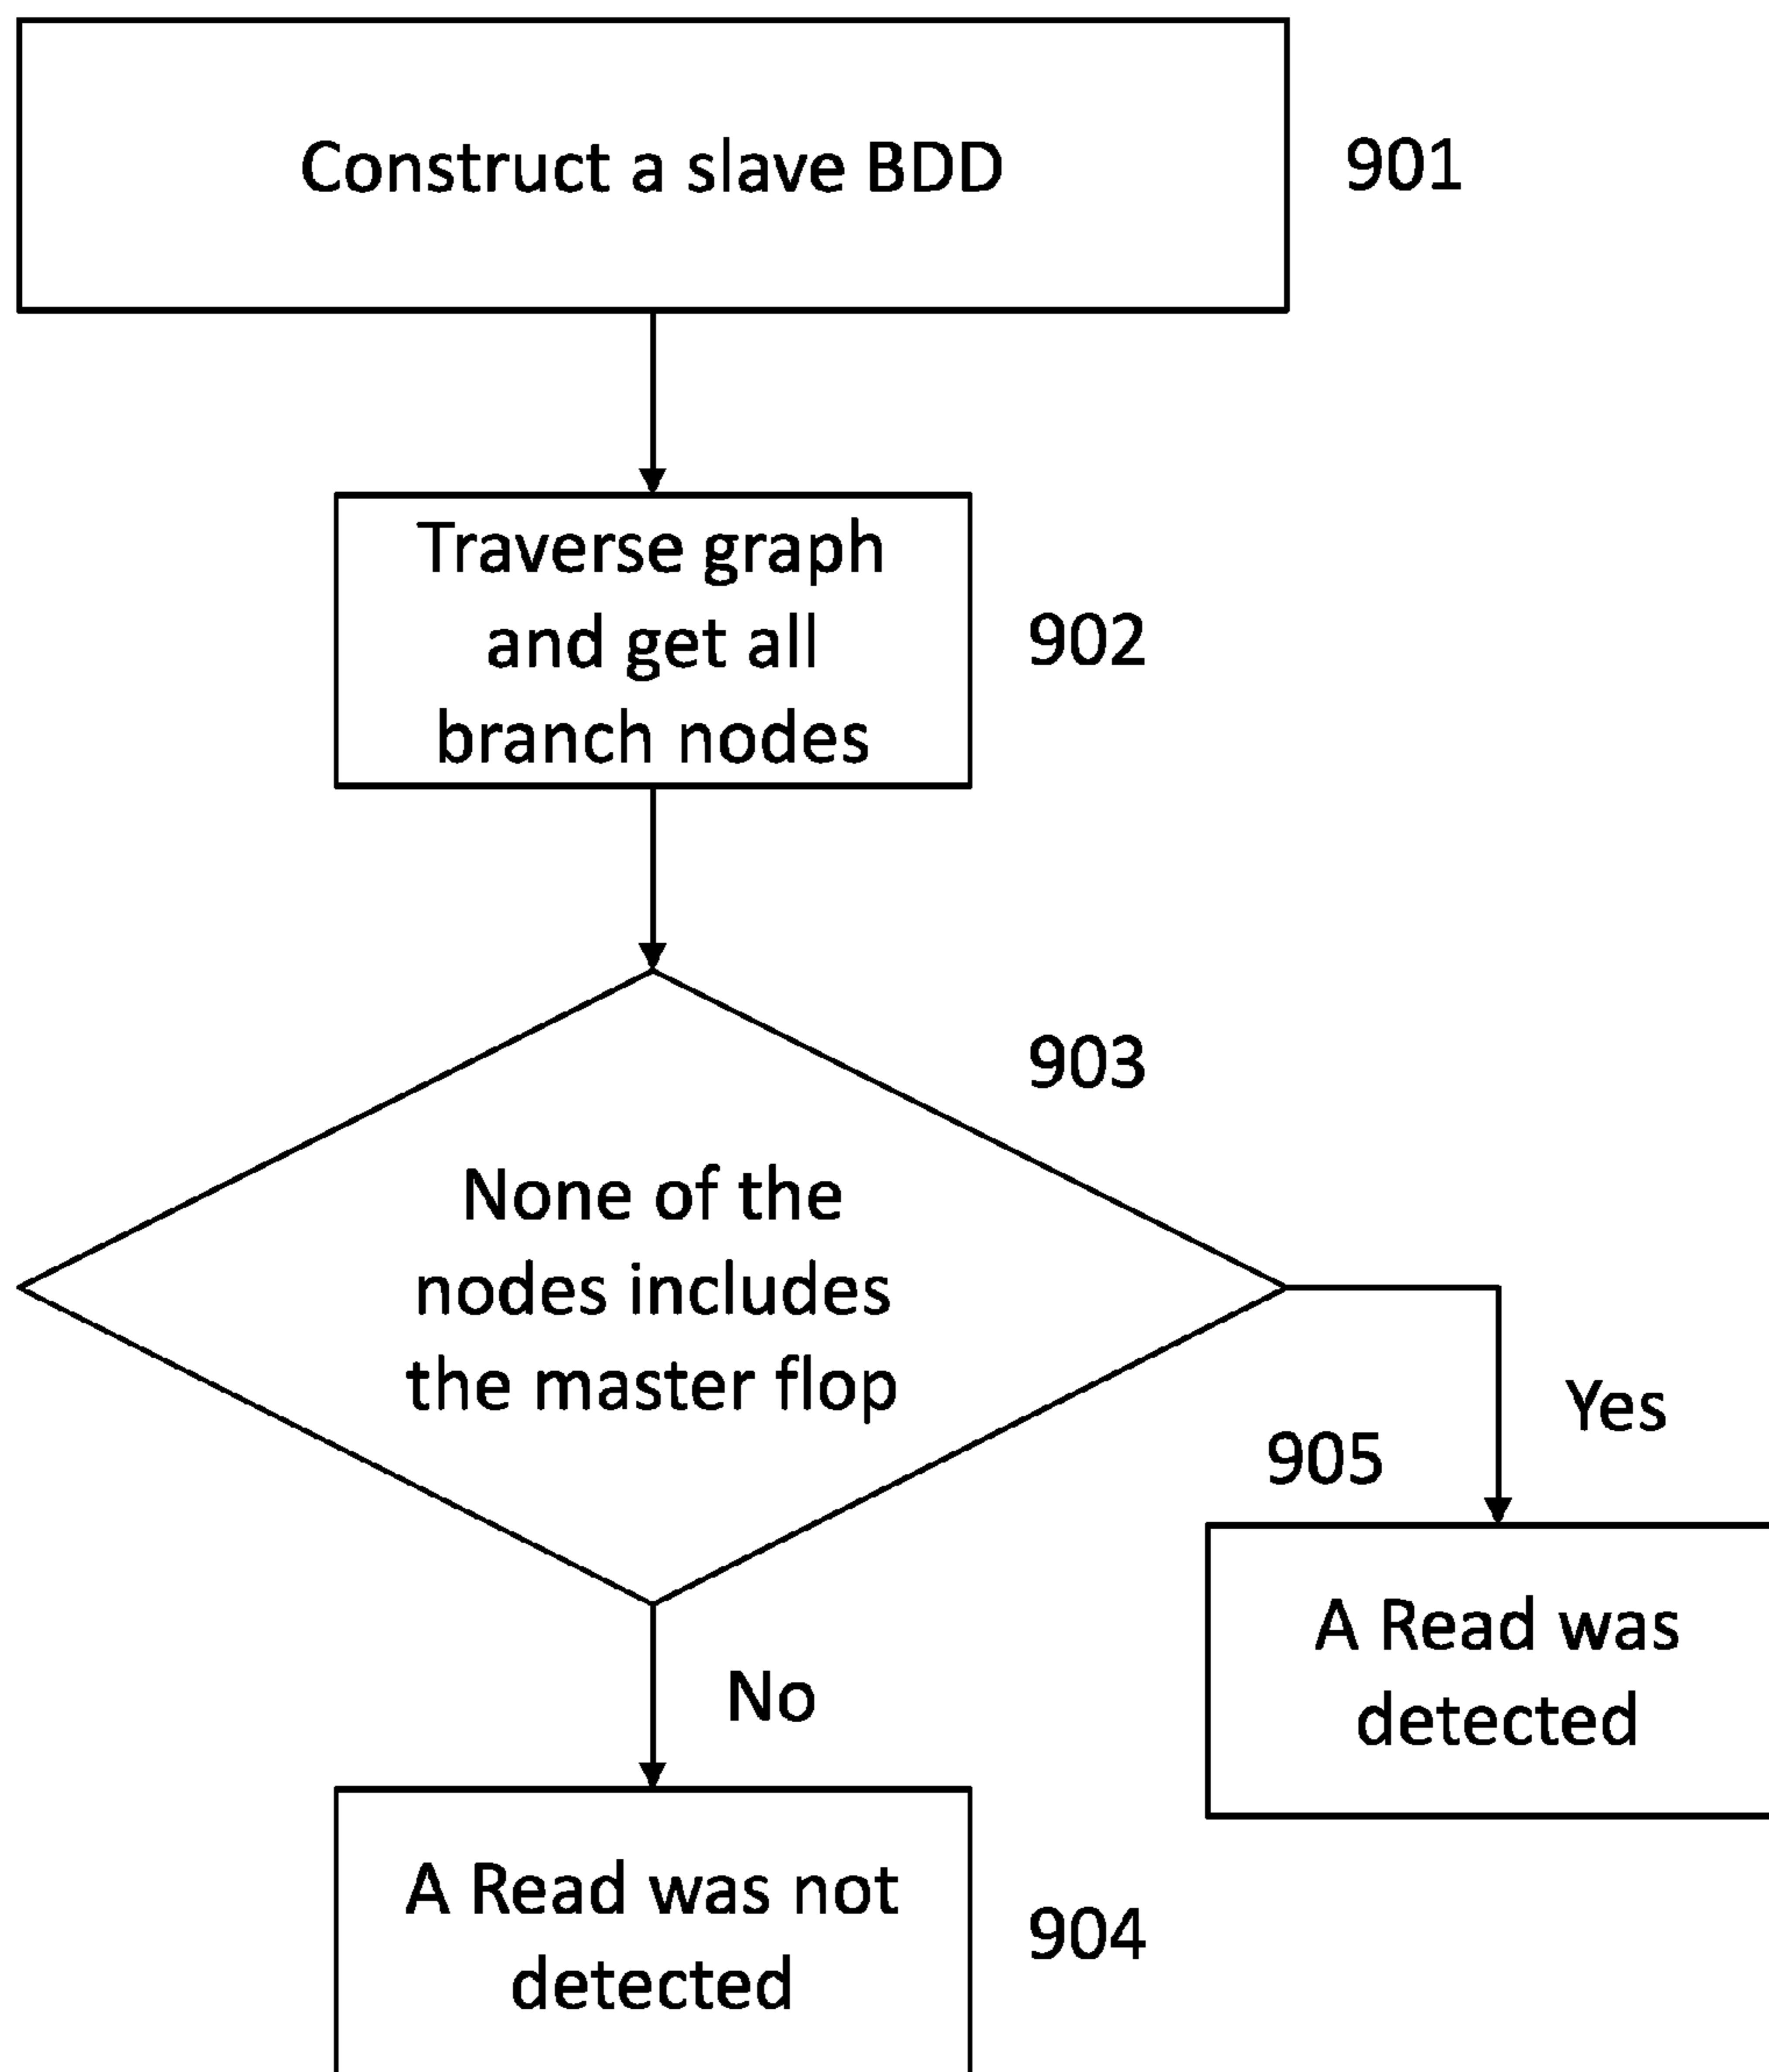 Construct a slave BDD
901
Traverse graph
and get all
branch nodes
902
903
None of the
nodes includes
the master flop
Yes
905
A Read was
detected
No
A Read was not
detected
904